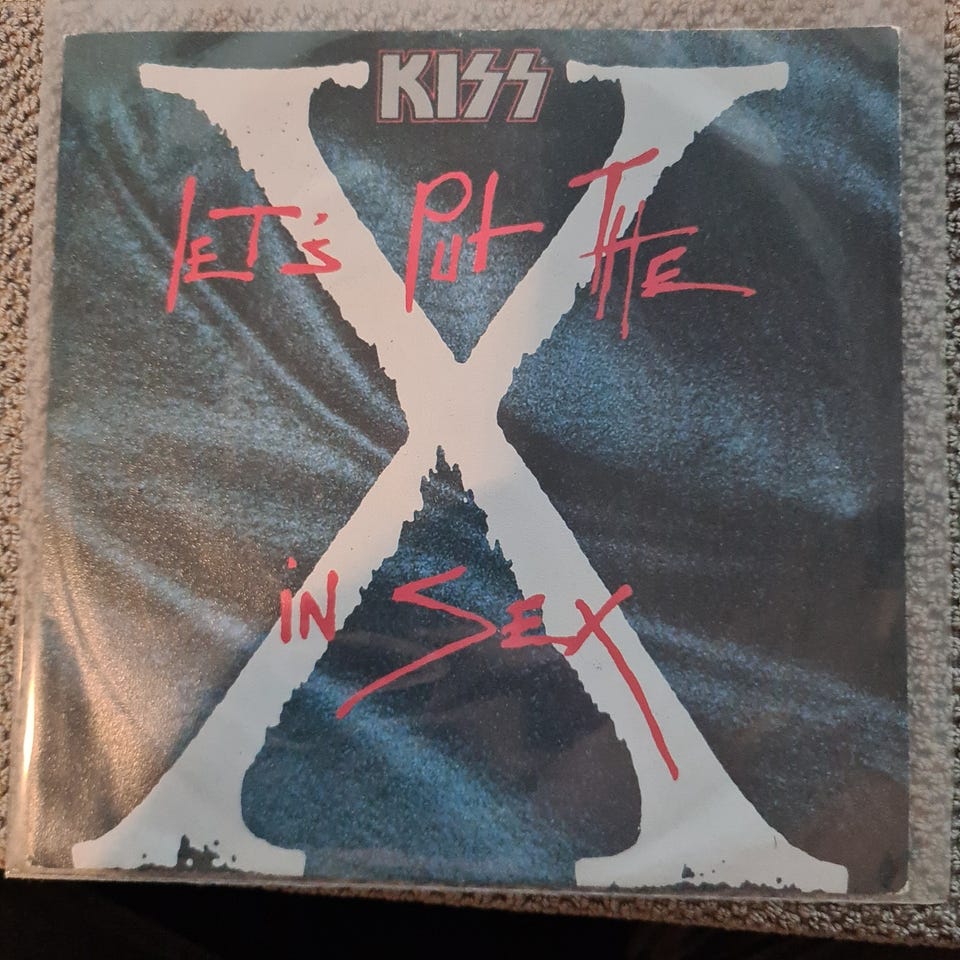 KISS
LET'S PUT THE
X
iN SEX